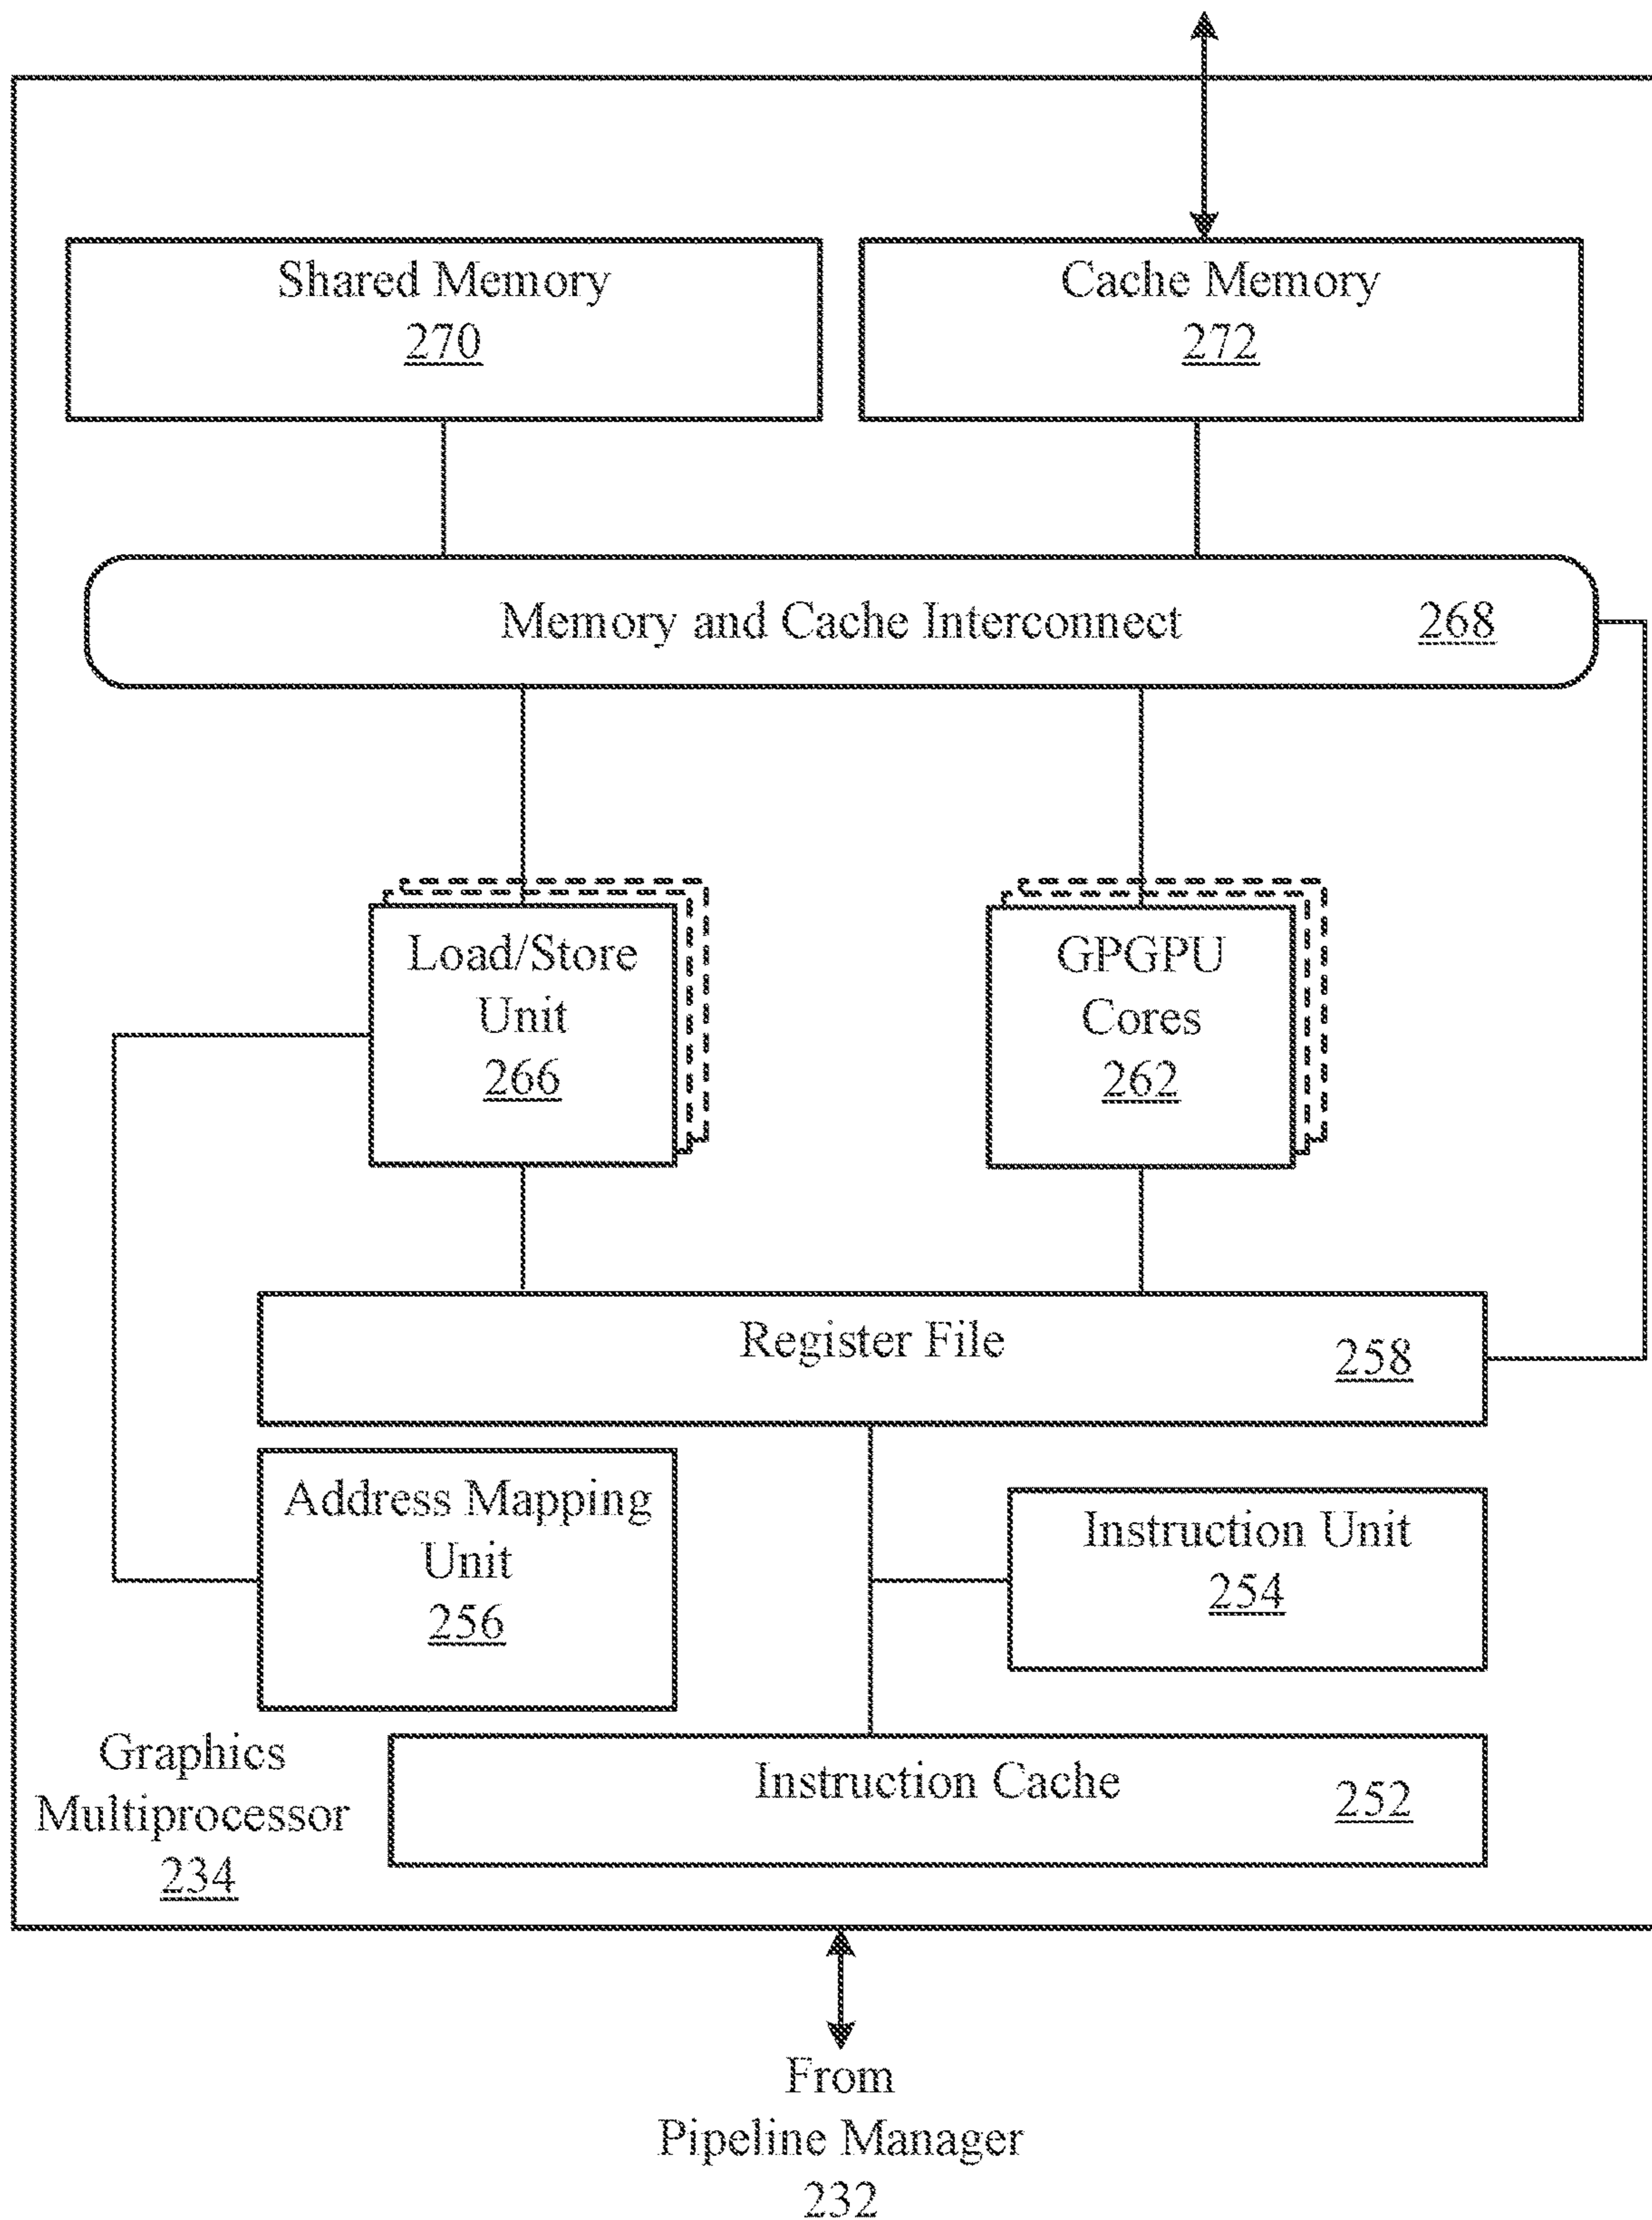 Shared Memory
270
Cache Memory
272
Memory and Cache Interconnect 268
Load/Store
Unit
266
GPGPU
Cores
262
Register File 258
Address Mapping
Unit
256
Instruction Unit
254
Graphics
Multiprocessor
234
Instruction Cache 252
From
Pipeline Manager
232